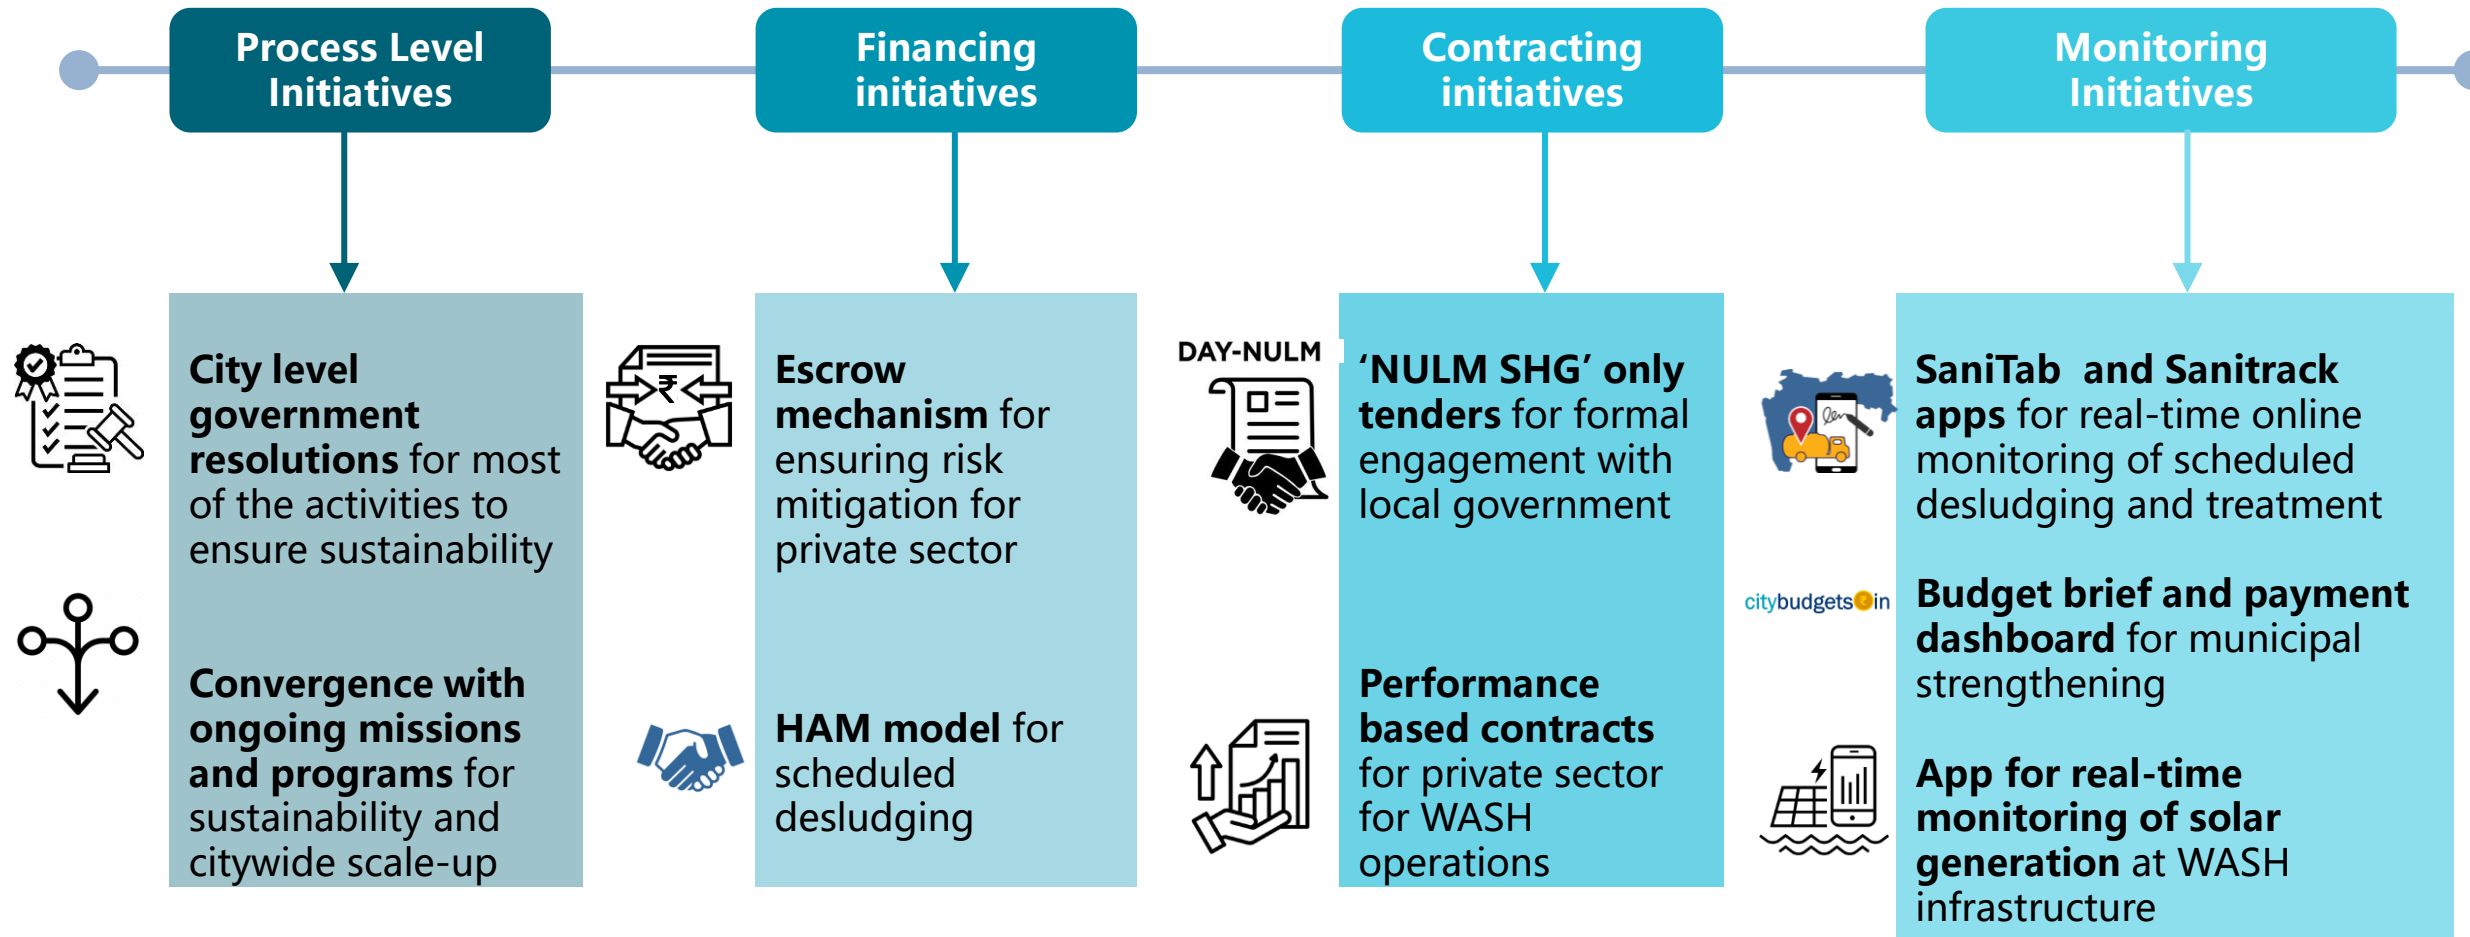 Process Level
Initiatives
City level
government
resolutions for most
of the activities to
ensure sustainability
Convergence with
ongoing missions
and programs for
sustainability and
citywide scale-up
Financing
initiatives
₹
Escrow
mechanism for
ensuring risk
mitigation for
private sector
HAM model for
scheduled
desludging
Contracting
initiatives
DAY-NULM
‘NULM SHG’ only
tenders for formal
engagement with
local government
Performance
based contracts
for private sector
for WASH
operations
Monitoring
Initiatives
SaniTab and Sanitrack
apps for real-time online
monitoring of scheduled
desludging and treatment
citybudgets₹in
Budget brief and payment
dashboard for municipal
strengthening
App for real-time
monitoring of solar
generation at WASH
infrastructure